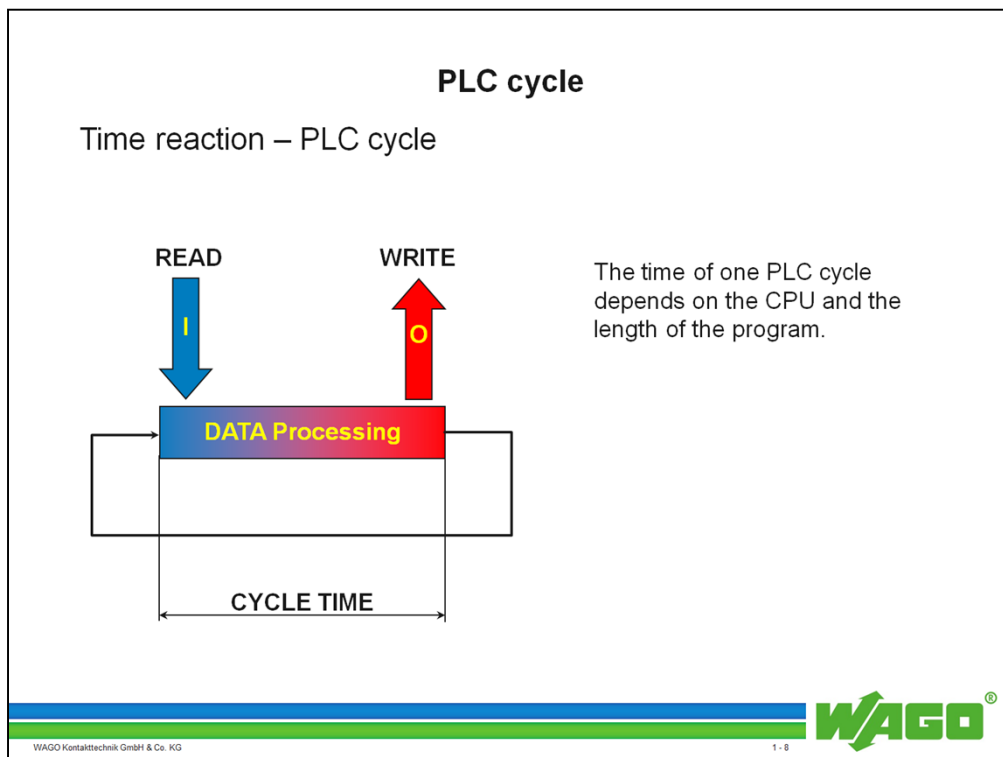 PLC cycle
Time reaction – PLC cycle
READ
WRITE
I
O
The time of one PLC cycle
depends on the CPU and the
length of the program.
DATA Processing
CYCLE TIME
WAGO®
WAGO Kontakttechnik GmbH & Co. KG
1 - 8